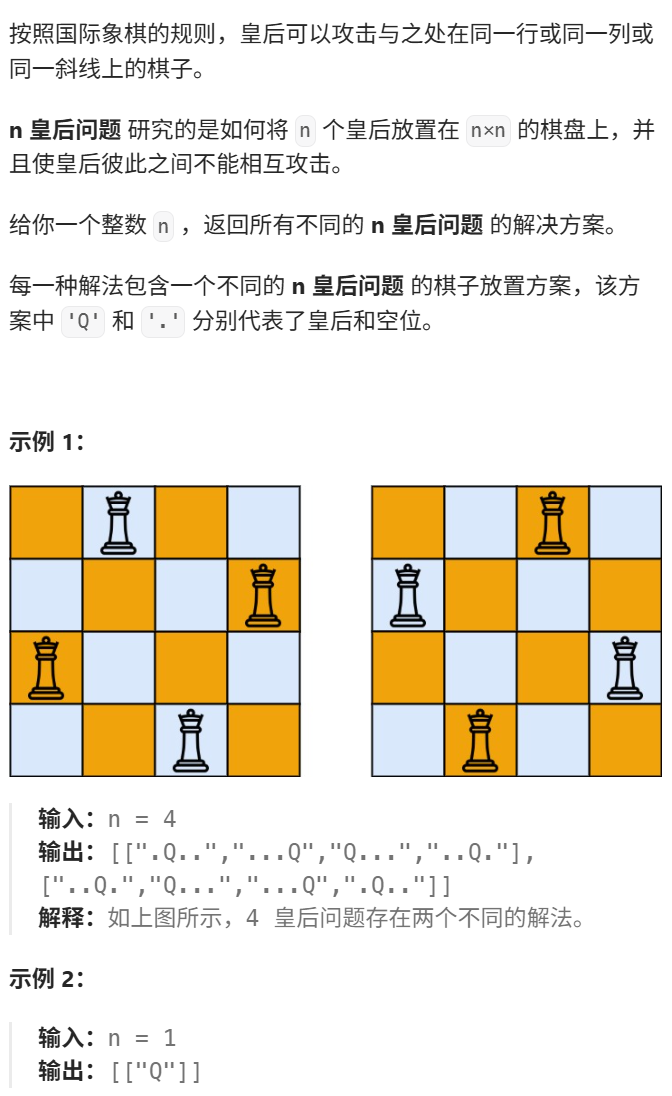 按照国际象棋的规则，皇后可以攻击与之处在同一行或同一列或
同一斜线上的棋子。
n 皇后问题 研究的是如何将 n 个皇后放置在 n×n 的棋盘上，并
且使皇后彼此之间不能相互攻击。
给你一个整数 n ，返回所有不同的 n 皇后问题 的解决方案。
每一种解法包含一个不同的 n 皇后问题 的棋子放置方案，该方
案中 'Q' 和 '.' 分别代表了皇后和空位。
示例 1：
输入：n = 4
输出：[[".Q..","...Q","Q...","..Q."],
["..Q.","Q...","...Q",".Q.."]]
解释：如上图所示，4 皇后问题存在两个不同的解法。
示例 2：
输入：n = 1
输出：[["Q"]]